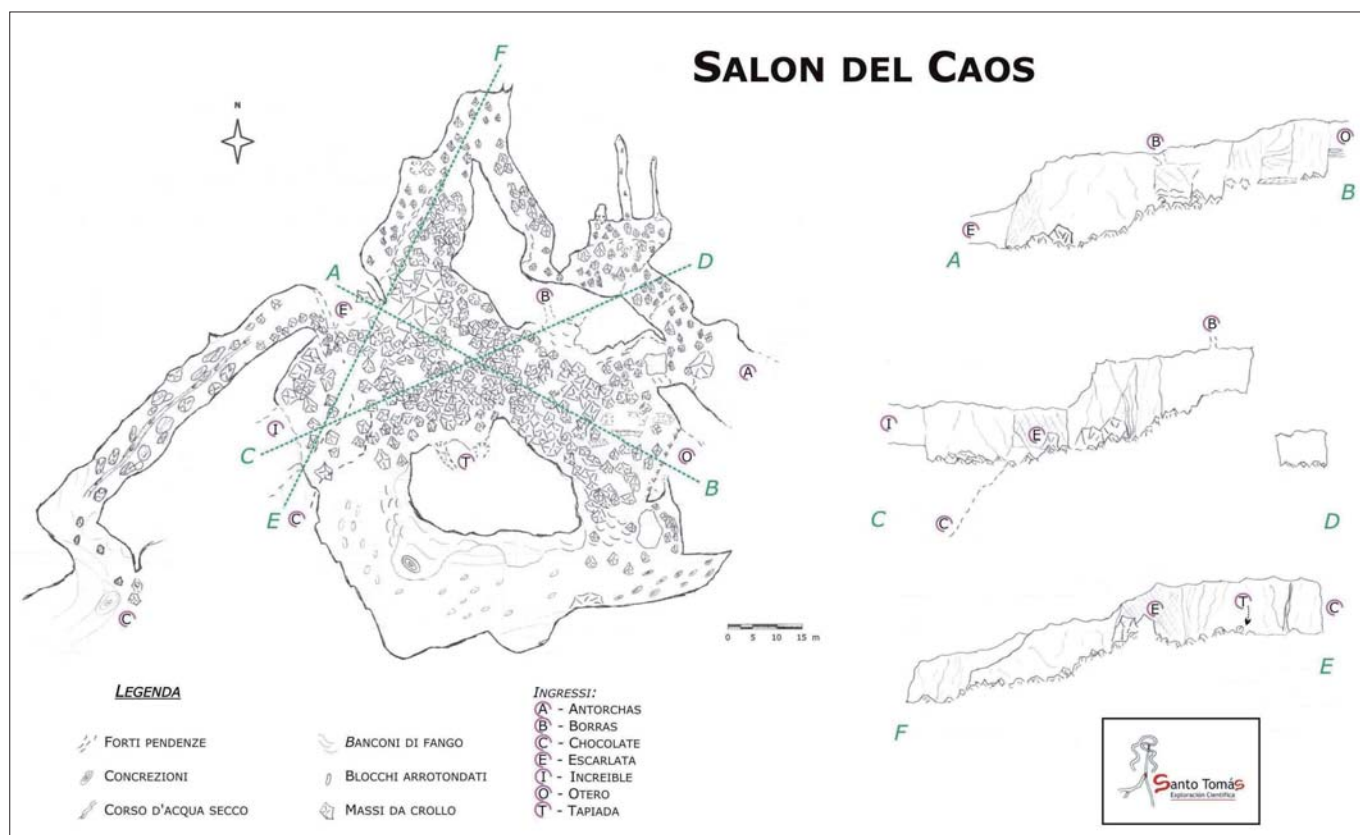 SALON DEL CAOS
N
F
A
D
E
B
A
I
C
T
O
B
E
C
C
0 5 10 15 m
B
O
E
A
B
B
I
E
C
C
D
E
T
C
F
E
LEGENDA
FORTI PENDENZE
CONCREZIONI
CORSO D'ACQUA SECCO
BANCONI DI FANGO
BLOCCHI ARROTONDATI
MASSI DA CROLLO
INGRESSI:
A - ANTORCHAS
B - BORRAS
C - CHOCOLATE
E - ESCARLATA
I - INCREIBLE
O - OTERO
T - TAPIADA
Santo Tomás
Exploración Científica